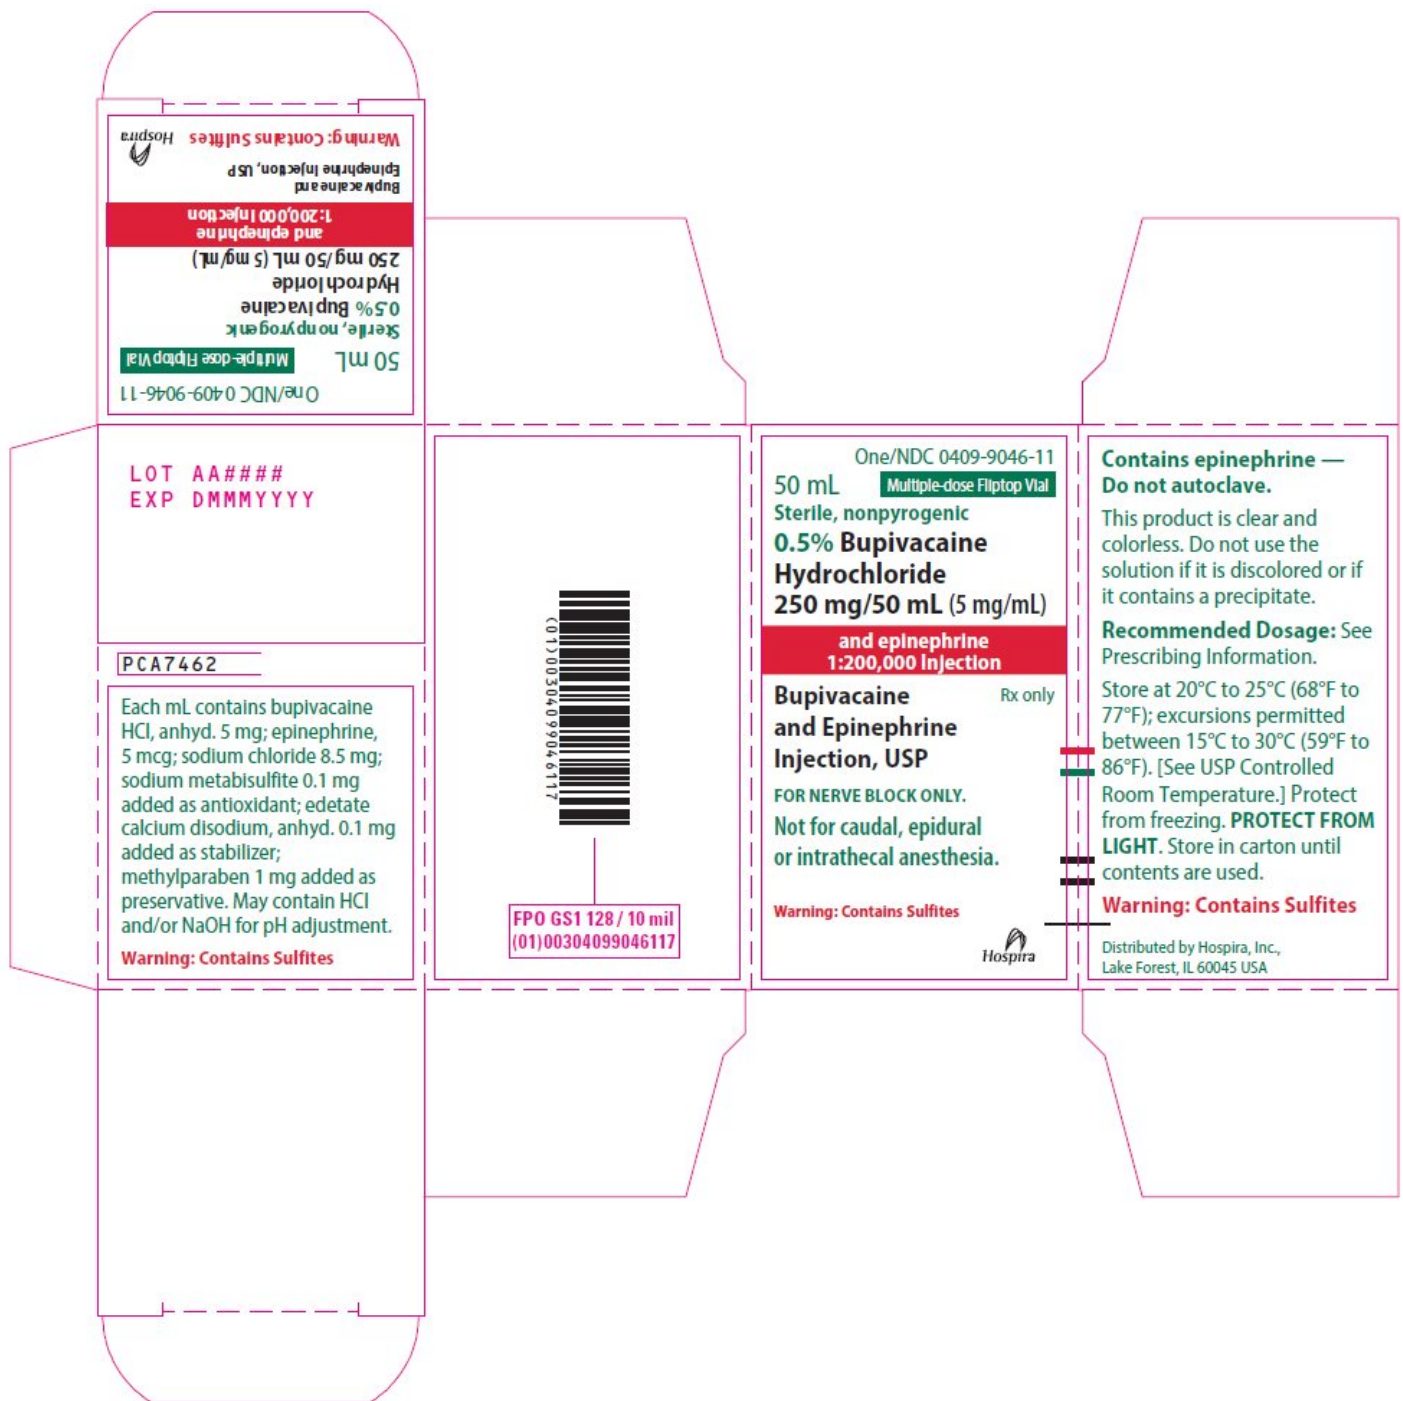 One/NDC 0409-9046-11
50 mL Multiple-dose Fliptop Vial
Sterile, nonpyrogenic
0.5% Bupivacaine
Hydrochloride
250 mg/50 mL (5 mg/mL)
and epinephrine
1:200,000 Injection
Bupivacaine and
Epinephrine Injection, USP
Warning: Contains Sulfites
Hospira
LOT AA####
EXP DMMMYYYY
PCA7462
Each mL contains bupivacaine
HCl, anhyd. 5 mg; epinephrine,
5 mcg; sodium chloride 8.5 mg;
sodium metabisulfite 0.1 mg
added as antioxidant; edetate
calcium disodium, anhyd. 0.1 mg
added as stabilizer;
methylparaben 1 mg added as
preservative. May contain HCl
and/or NaOH for pH adjustment.
Warning: Contains Sulfites
(01)00304099046117
FPO GS1 128 / 10 mil
(01)00304099046117
One/NDC 0409-9046-11
50 mL Multiple-dose Fliptop Vial
Sterile, nonpyrogenic
0.5% Bupivacaine
Hydrochloride
250 mg/50 mL (5 mg/mL)
and epinephrine
1:200,000 Injection
Bupivacaine Rx only
and Epinephrine
Injection, USP
FOR NERVE BLOCK ONLY.
Not for caudal, epidural
or intrathecal anesthesia.
Warning: Contains Sulfites
Hospira
Contains epinephrine —
Do not autoclave.
This product is clear and
colorless. Do not use the
solution if it is discolored or if
it contains a precipitate.
Recommended Dosage: See
Prescribing Information.
Store at 20°C to 25°C (68°F to
77°F); excursions permitted
between 15°C to 30°C (59°F to
86°F). [See USP Controlled
Room Temperature.] Protect
from freezing. PROTECT FROM
LIGHT. Store in carton until
contents are used.
Warning: Contains Sulfites
Distributed by Hospira, Inc.,
Lake Forest, IL 60045 USA